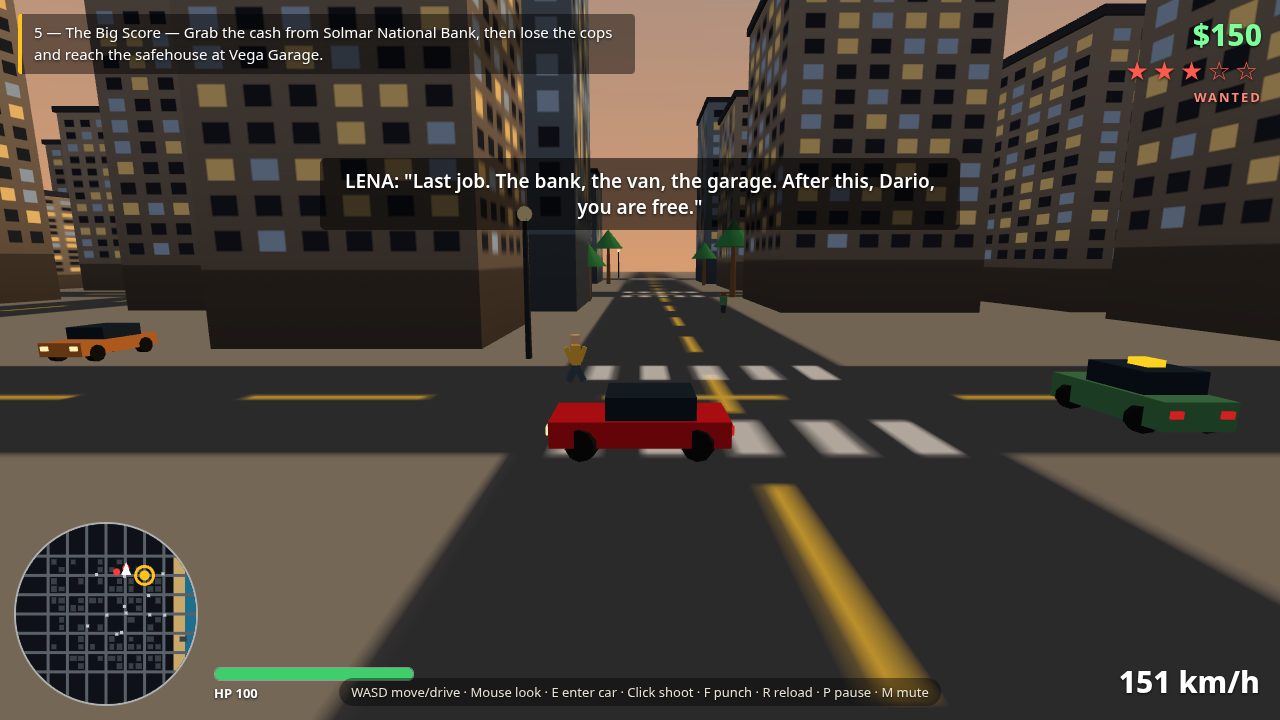 5 — The Big Score — Grab the cash from Solmar National Bank, then lose the cops
and reach the safehouse at Vega Garage.
$150
★ ★ ★ ☆ ☆
WANTED
LENA: "Last job. The bank, the van, the garage. After this, Dario,
you are free."
HP 100
WASD move/drive · Mouse look · E enter car · Click shoot · F punch · R reload · P pause · M mute
151 km/h